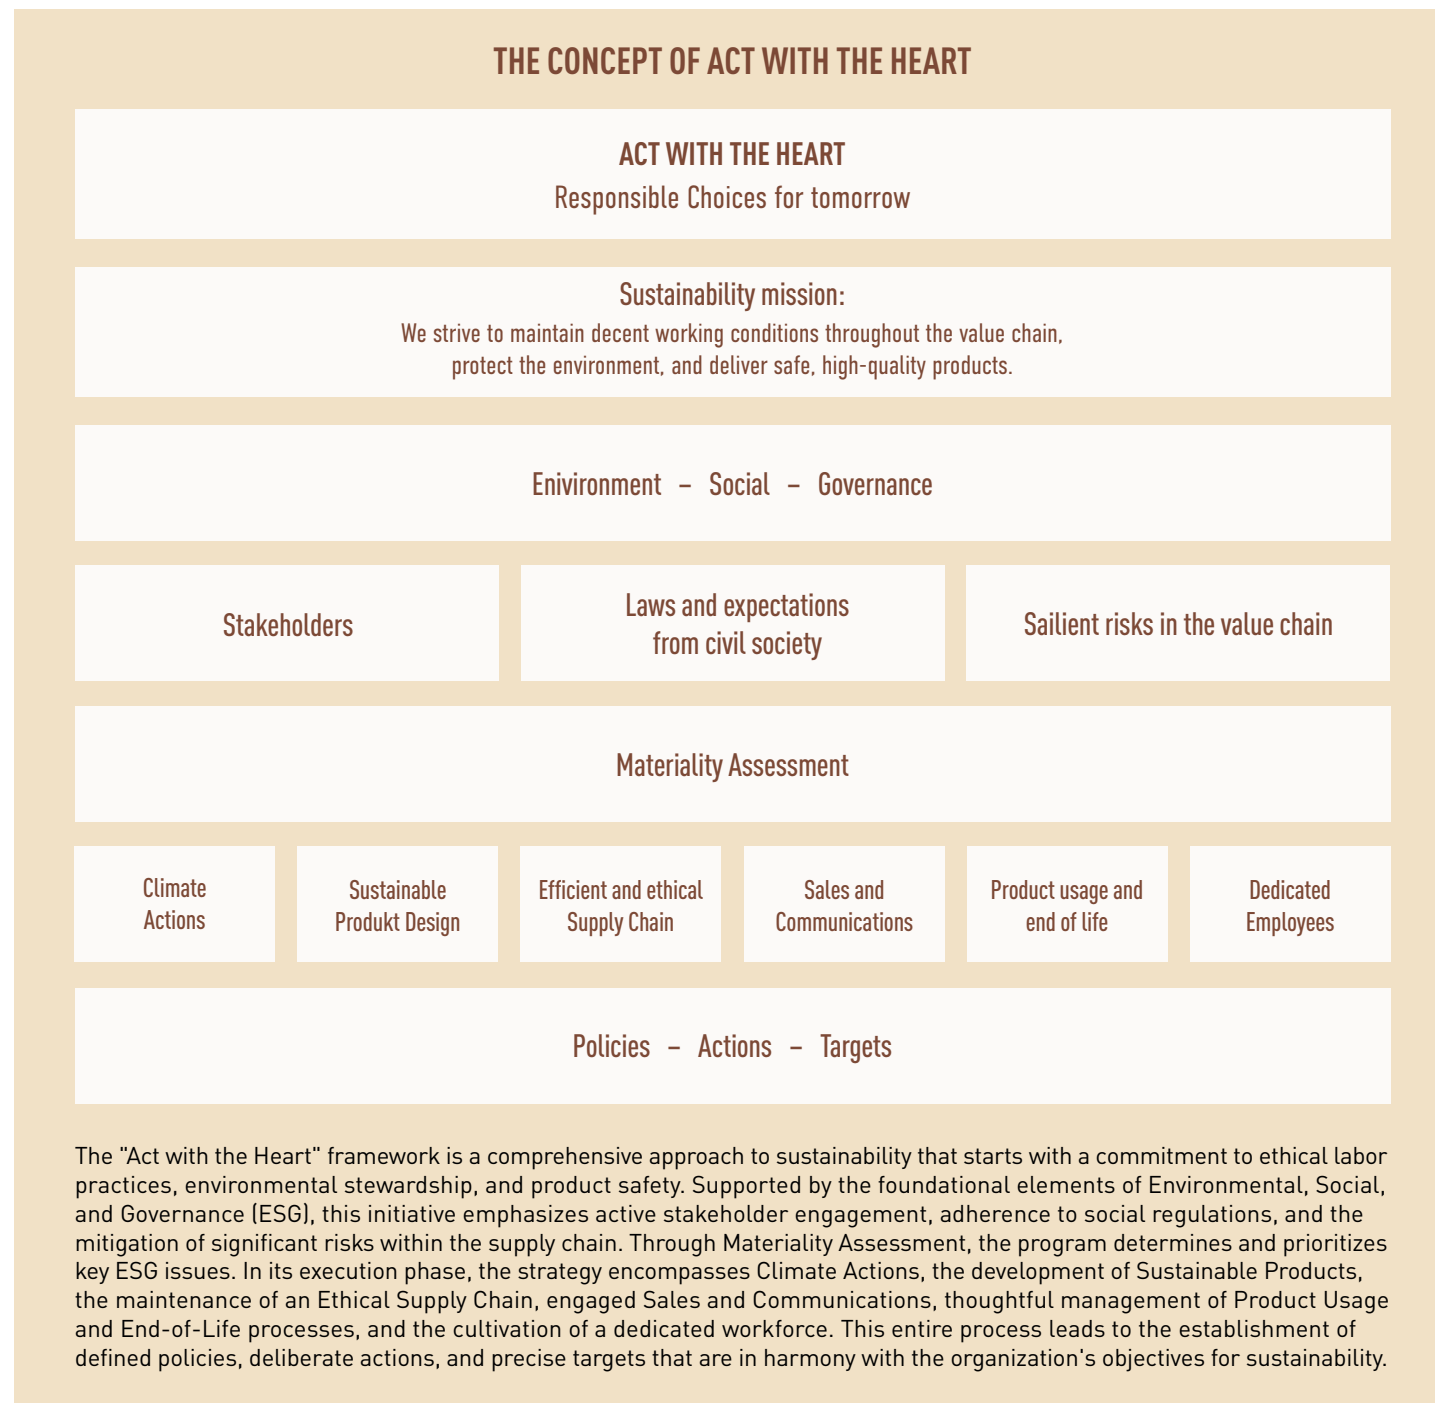 THE CONCEPT OF ACT WITH THE HEART
ACT WITH THE HEART
Responsible Choices for tomorrow
Sustainability mission:
We strive to maintain decent working conditions throughout the value chain,
protect the environment, and deliver safe, high-quality products.
Enivironment – Social – Governance
Stakeholders
Laws and expectations
from civil society
Sailient risks in the value chain
Materiality Assessment
Climate
Actions
Sustainable
Produkt Design
Efficient and ethical
Supply Chain
Sales and
Communications
Product usage and
end of life
Dedicated
Employees
Policies – Actions – Targets
The "Act with the Heart" framework is a comprehensive approach to sustainability that starts with a commitment to ethical labor
practices, environmental stewardship, and product safety. Supported by the foundational elements of Environmental, Social,
and Governance (ESG), this initiative emphasizes active stakeholder engagement, adherence to social regulations, and the
mitigation of significant risks within the supply chain. Through Materiality Assessment, the program determines and prioritizes
key ESG issues. In its execution phase, the strategy encompasses Climate Actions, the development of Sustainable Products,
the maintenance of an Ethical Supply Chain, engaged Sales and Communications, thoughtful management of Product Usage
and End-of-Life processes, and the cultivation of a dedicated workforce. This entire process leads to the establishment of
defined policies, deliberate actions, and precise targets that are in harmony with the organization's objectives for sustainability.